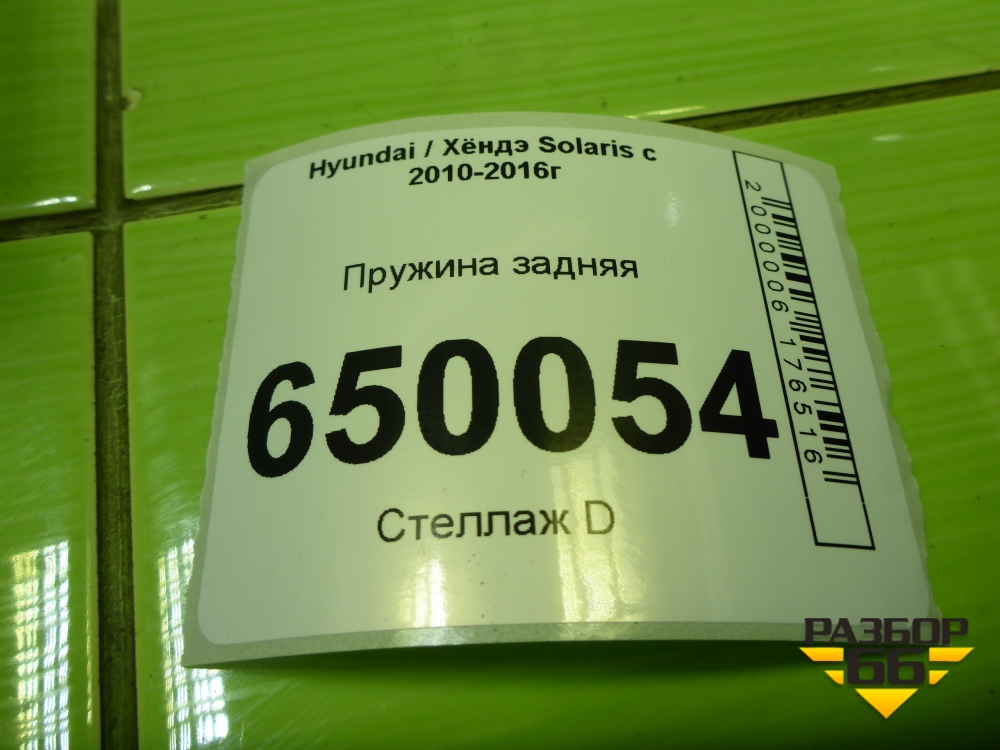 Hyundai / Хёндэ Solaris с
2010-2016г
Пружина задняя
650054
Стеллаж D
2000006176516
РАЗБОР
66